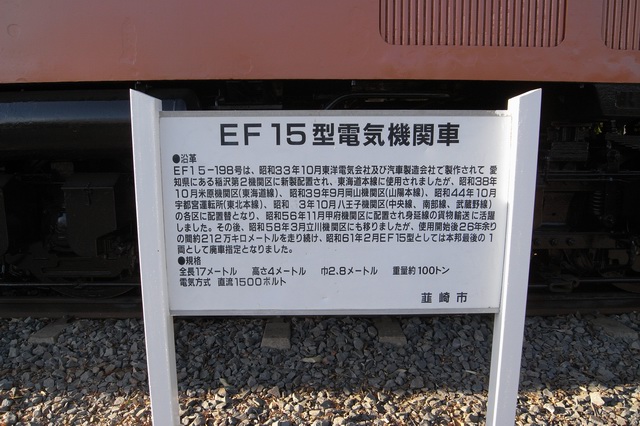 EF15型電気機関車
●沿革
EF15-198号は、昭和33年10月東洋電気会社及び汽車製造会社で製作されて 愛
知県にある稲沢第2機関区に新製配置され、東海道本線に使用されましたが、昭和38年
10月米原機関区(東海道線)、昭和39年9月岡山機関区(山陽本線)、昭和44年10月
宇都宮運転所(東北本線)、昭和 3年10月八王子機関区(中央線、南部線、武蔵野線)
の各区に配置替となり、昭和56年11月甲府機関区に配置され身延線の貨物輸送に活躍
しました。その後、昭和58年3月立川機関区にも移りましたが、使用開始後26年余り
の間約212万キロメートルを走り続け、昭和61年2月EF15型としては本邦最後の1
両として廃車指定となりました。
●規格
全長17メートル 高さ4メートル 巾2.8メートル 重量約100トン
電気方式 直流1500ボルト
韮崎市